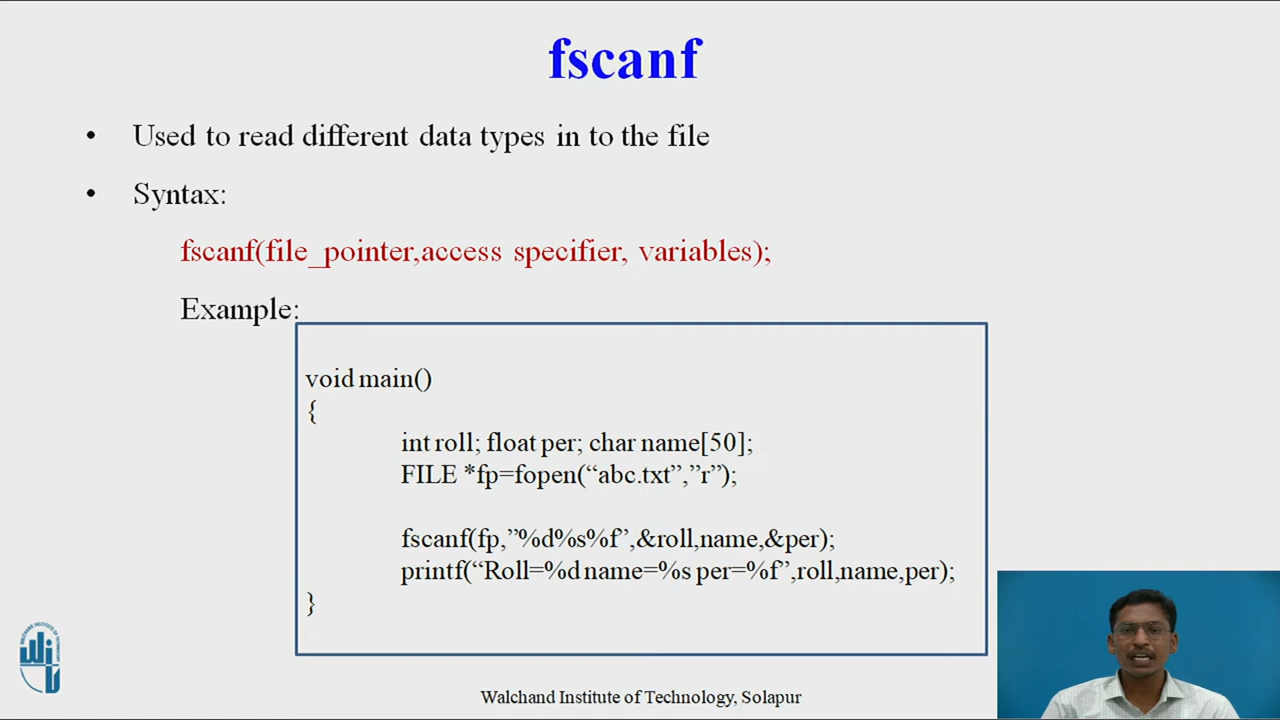 fscanf
• Used to read different data types in to the file
• Syntax:
fscanf(file_pointer,access specifier, variables);
Example:
void main()
{
int roll; float per; char name[50];
FILE *fp=fopen(“abc.txt”,”r”);
fscanf(fp,”%d%s%f”,&roll,name,&per);
printf(“Roll=%d name=%s per=%f”,roll,name,per);
}
Walchand Institute of Technology, Solapur